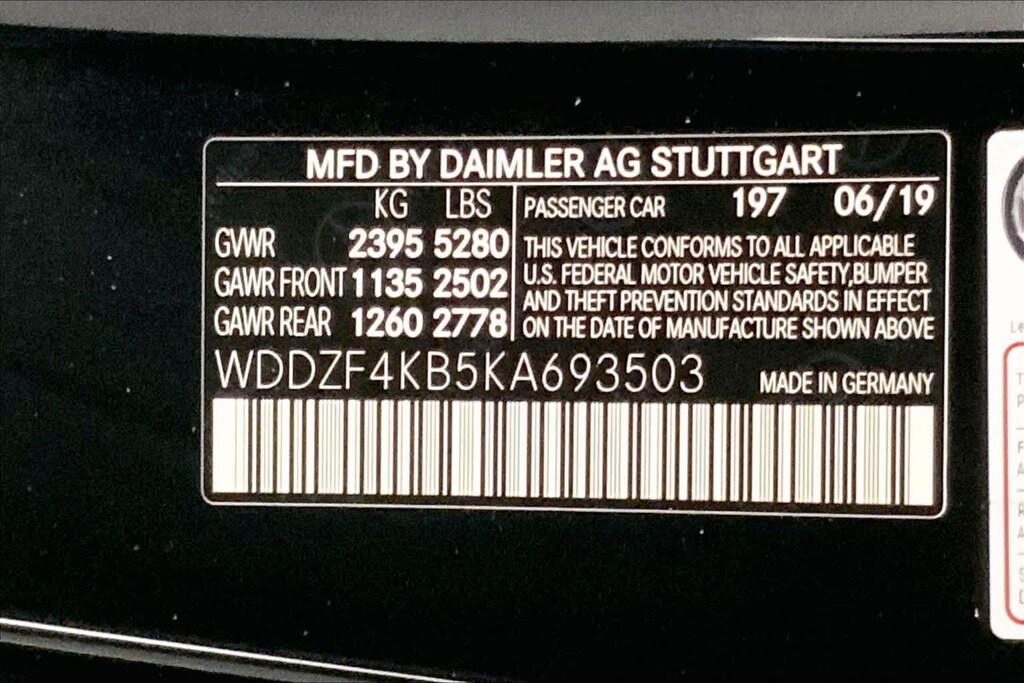 MFD BY DAIMLER AG STUTTGART
KG LBS
GVWR 2395 5280
GAWR FRONT 1135 2502
GAWR REAR 1260 2778
PASSENGER CAR 197 06/19
THIS VEHICLE CONFORMS TO ALL APPLICABLE
U.S. FEDERAL MOTOR VEHICLE SAFETY,BUMPER
AND THEFT PREVENTION STANDARDS IN EFFECT
ON THE DATE OF MANUFACTURE SHOWN ABOVE
WDDZF4KB5KA693503
MADE IN GERMANY